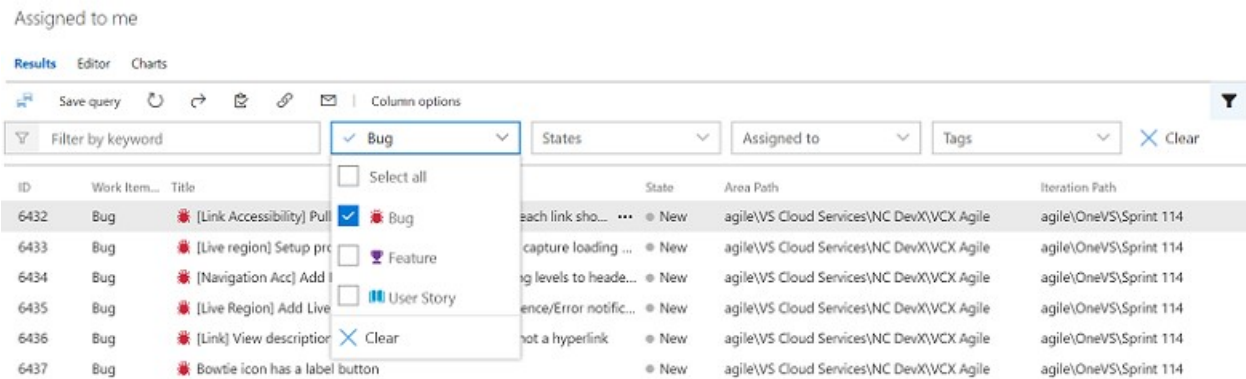 Assigned to me
Results Editor Charts
Save query Column options
Filter by keyword Bug States Assigned to Tags Clear
Select all
Bug
Feature
User Story
Clear
ID Work Item... Title State Area Path Iteration Path
6432 Bug [Link Accessibility] Pull each link sho... ••• New agile\VS Cloud Services\NC DevX\VCX Agile agile\OneVS\Sprint 114
6433 Bug [Live region] Setup pro capture loading ... New agile\VS Cloud Services\NC DevX\VCX Agile agile\OneVS\Sprint 114
6434 Bug [Navigation Acc] Add ng levels to heade... New agile\VS Cloud Services\NC DevX\VCX Agile agile\OneVS\Sprint 114
6435 Bug [Live Region] Add Live ence/Error notific... New agile\VS Cloud Services\NC DevX\VCX Agile agile\OneVS\Sprint 114
6436 Bug [Link] View description not a hyperlink New agile\VS Cloud Services\NC DevX\VCX Agile agile\OneVS\Sprint 114
6437 Bug Bowtie icon has a label button New agile\VS Cloud Services\NC DevX\VCX Agile agile\OneVS\Sprint 114